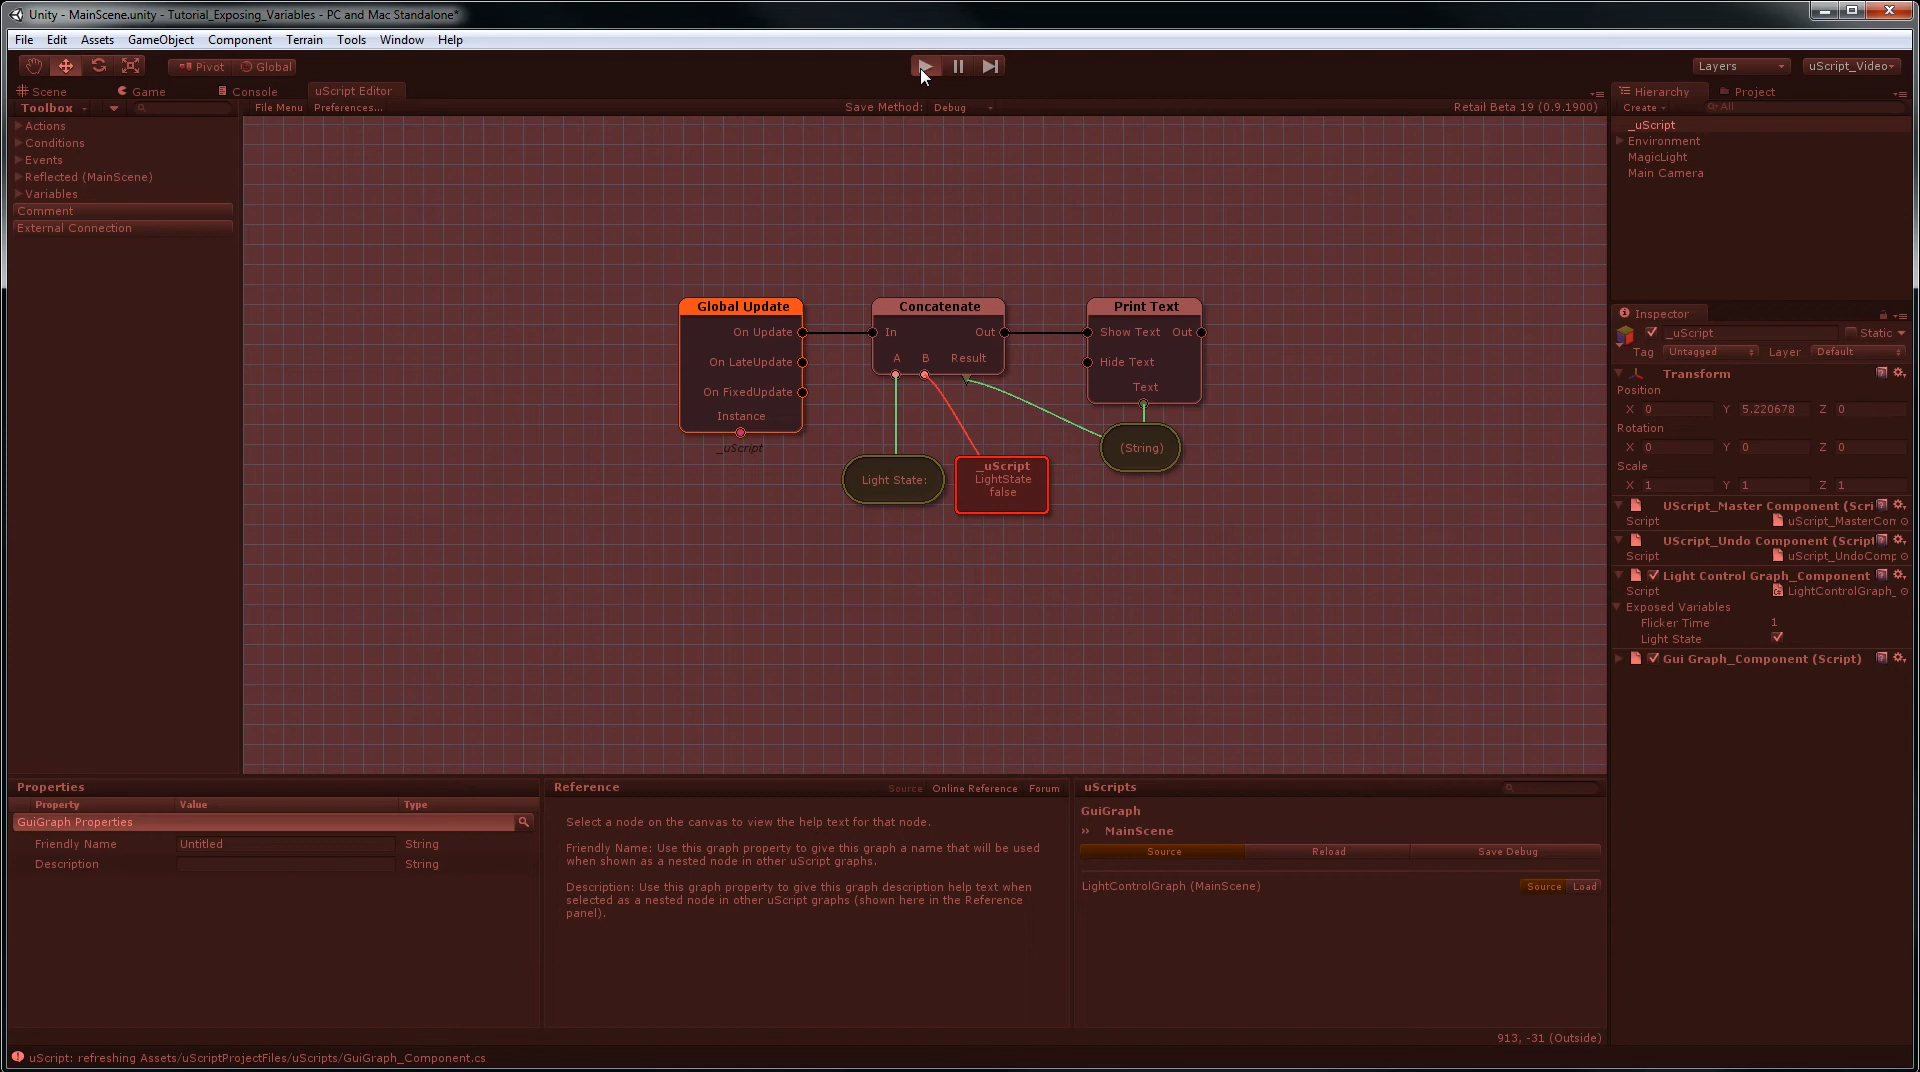 Unity - MainScene.unity - Tutorial_Exposing_Variables - PC and Mac Standalone*
File Edit Assets GameObject Component Terrain Tools Window Help
Pivot Global Layers uScript_Video
Scene Game Console uScript Editor
Toolbox File Menu Preferences... Save Method: Debug Retail Beta 19 (0.9.1900)
Actions
Conditions
Events
Reflected (MainScene)
Variables
Comment
External Connection
Global Update
On Update
On LateUpdate
On FixedUpdate
Instance
_uScript
Concatenate
In Out
A B Result
Print Text
Show Text Out
Hide Text
Text
Light State:
_uScript
LightState
false
(String)
Hierarchy Project
Create All
_uScript
Environment
MagicLight
Main Camera
Inspector
_uScript Static
Tag Untagged Layer Default
Transform
Position
X 0 Y 5.220678 Z 0
Rotation
X 0 Y 0 Z 0
Scale
X 1 Y 1 Z 1
UScript_Master Component (Scri
Script uScript_MasterCom
UScript_Undo Component (Script
Script uScript_UndoComp
Light Control Graph_Component
Script LightControlGraph_
Exposed Variables
Flicker Time 1
Light State
Gui Graph_Component (Script)
Properties
Property Value Type
GuiGraph Properties
Friendly Name Untitled String
Description String
Reference Source Online Reference Forum
Select a node on the canvas to view the help text for that node.
Friendly Name: Use this graph property to give this graph a name that will be used
when shown as a nested node in other uScript graphs.
Description: Use this graph property to give this graph description help text when
selected as a nested node in other uScript graphs (shown here in the Reference
panel).
uScripts
GuiGraph
» MainScene
Source Reload Save Debug
LightControlGraph (MainScene) Source Load
913, -31 (Outside)
uScript: refreshing Assets/uScriptProjectFiles/uScripts/GuiGraph_Component.cs